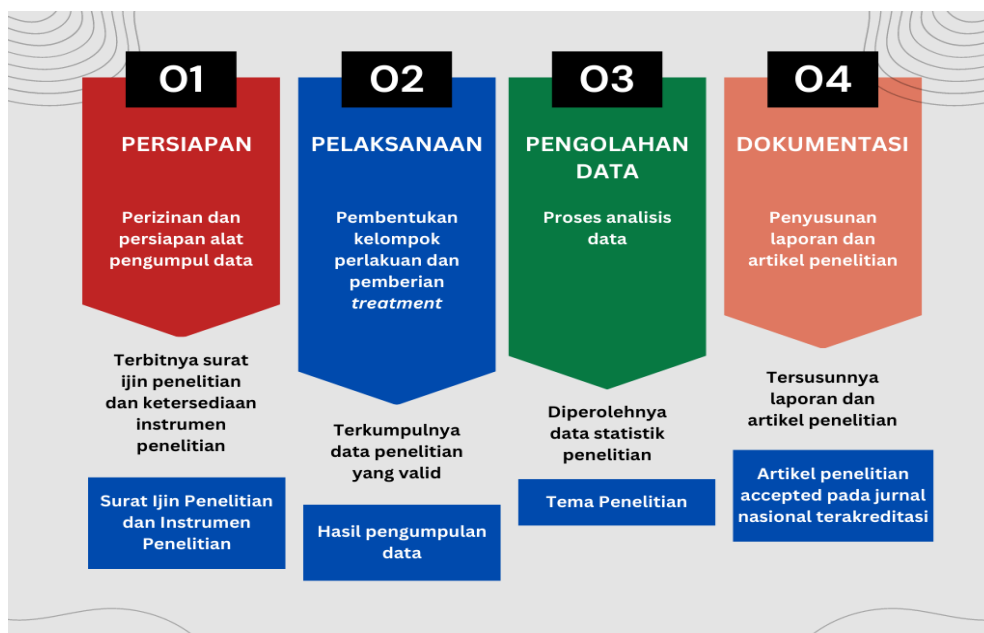 01
PERSIAPAN
Perizinan dan
persiapan alat
pengumpul data
Terbitnya surat
ijin penelitian
dan ketersediaan
instrumen
penelitian
Surat Ijin Penelitian
dan Instrumen
Penelitian
02
PELAKSANAAN
Pembentukan
kelompok
perlakuan dan
pemberian
treatment
Terkumpulnya
data penelitian
yang valid
Hasil pengumpulan
data
03
PENGOLAHAN
DATA
Proses analisis
data
Diperolehnya
data statistik
penelitian
Tema Penelitian
04
DOKUMENTASI
Penyusunan
laporan dan
artikel penelitian
Tersusunnya
laporan dan
artikel penelitian
Artikel penelitian
accepted pada jurnal
nasional terakreditasi